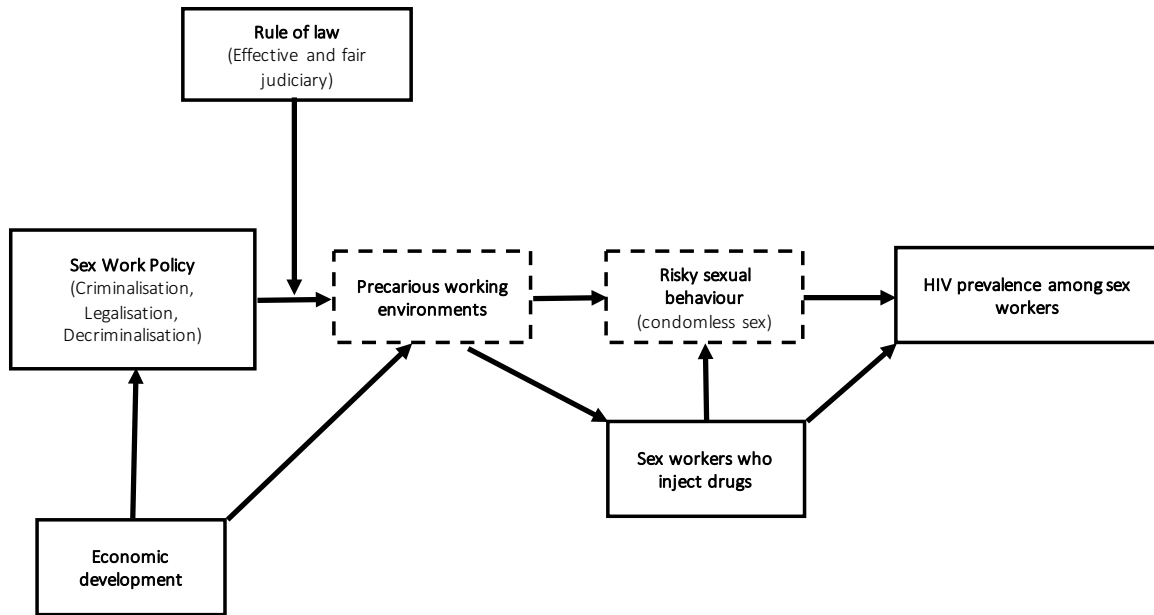 Rule of law
(Effective and fair
judiciary)
Sex Work Policy
(Criminalisation,
Legalisation,
Decriminalisation)
Precarious working
environments
Risky sexual
behaviour
(condomless sex)
HIV prevalence among sex
workers
Sex workers who
inject drugs
Economic
development